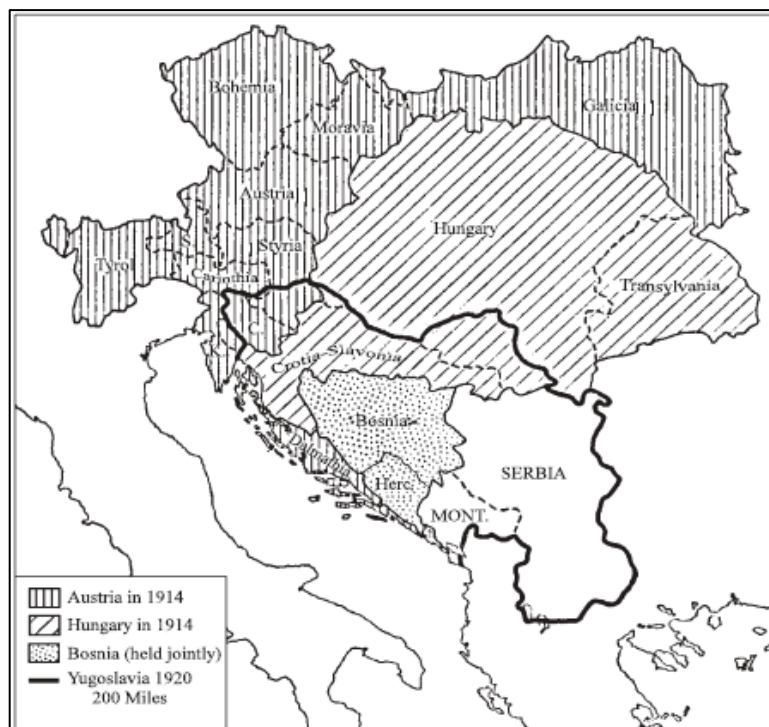 Bohemia
Moravia
Galicia
Austria
Hungary
Styria
S.
Tyrol
Carinthia
Transylvania
C.
Crotia-Slavonia
Bosnia
Dalmatia
Herc.
SERBIA
MONT.
Austria in 1914
Hungary in 1914
Bosnia (held jointly)
Yugoslavia 1920
200 Miles